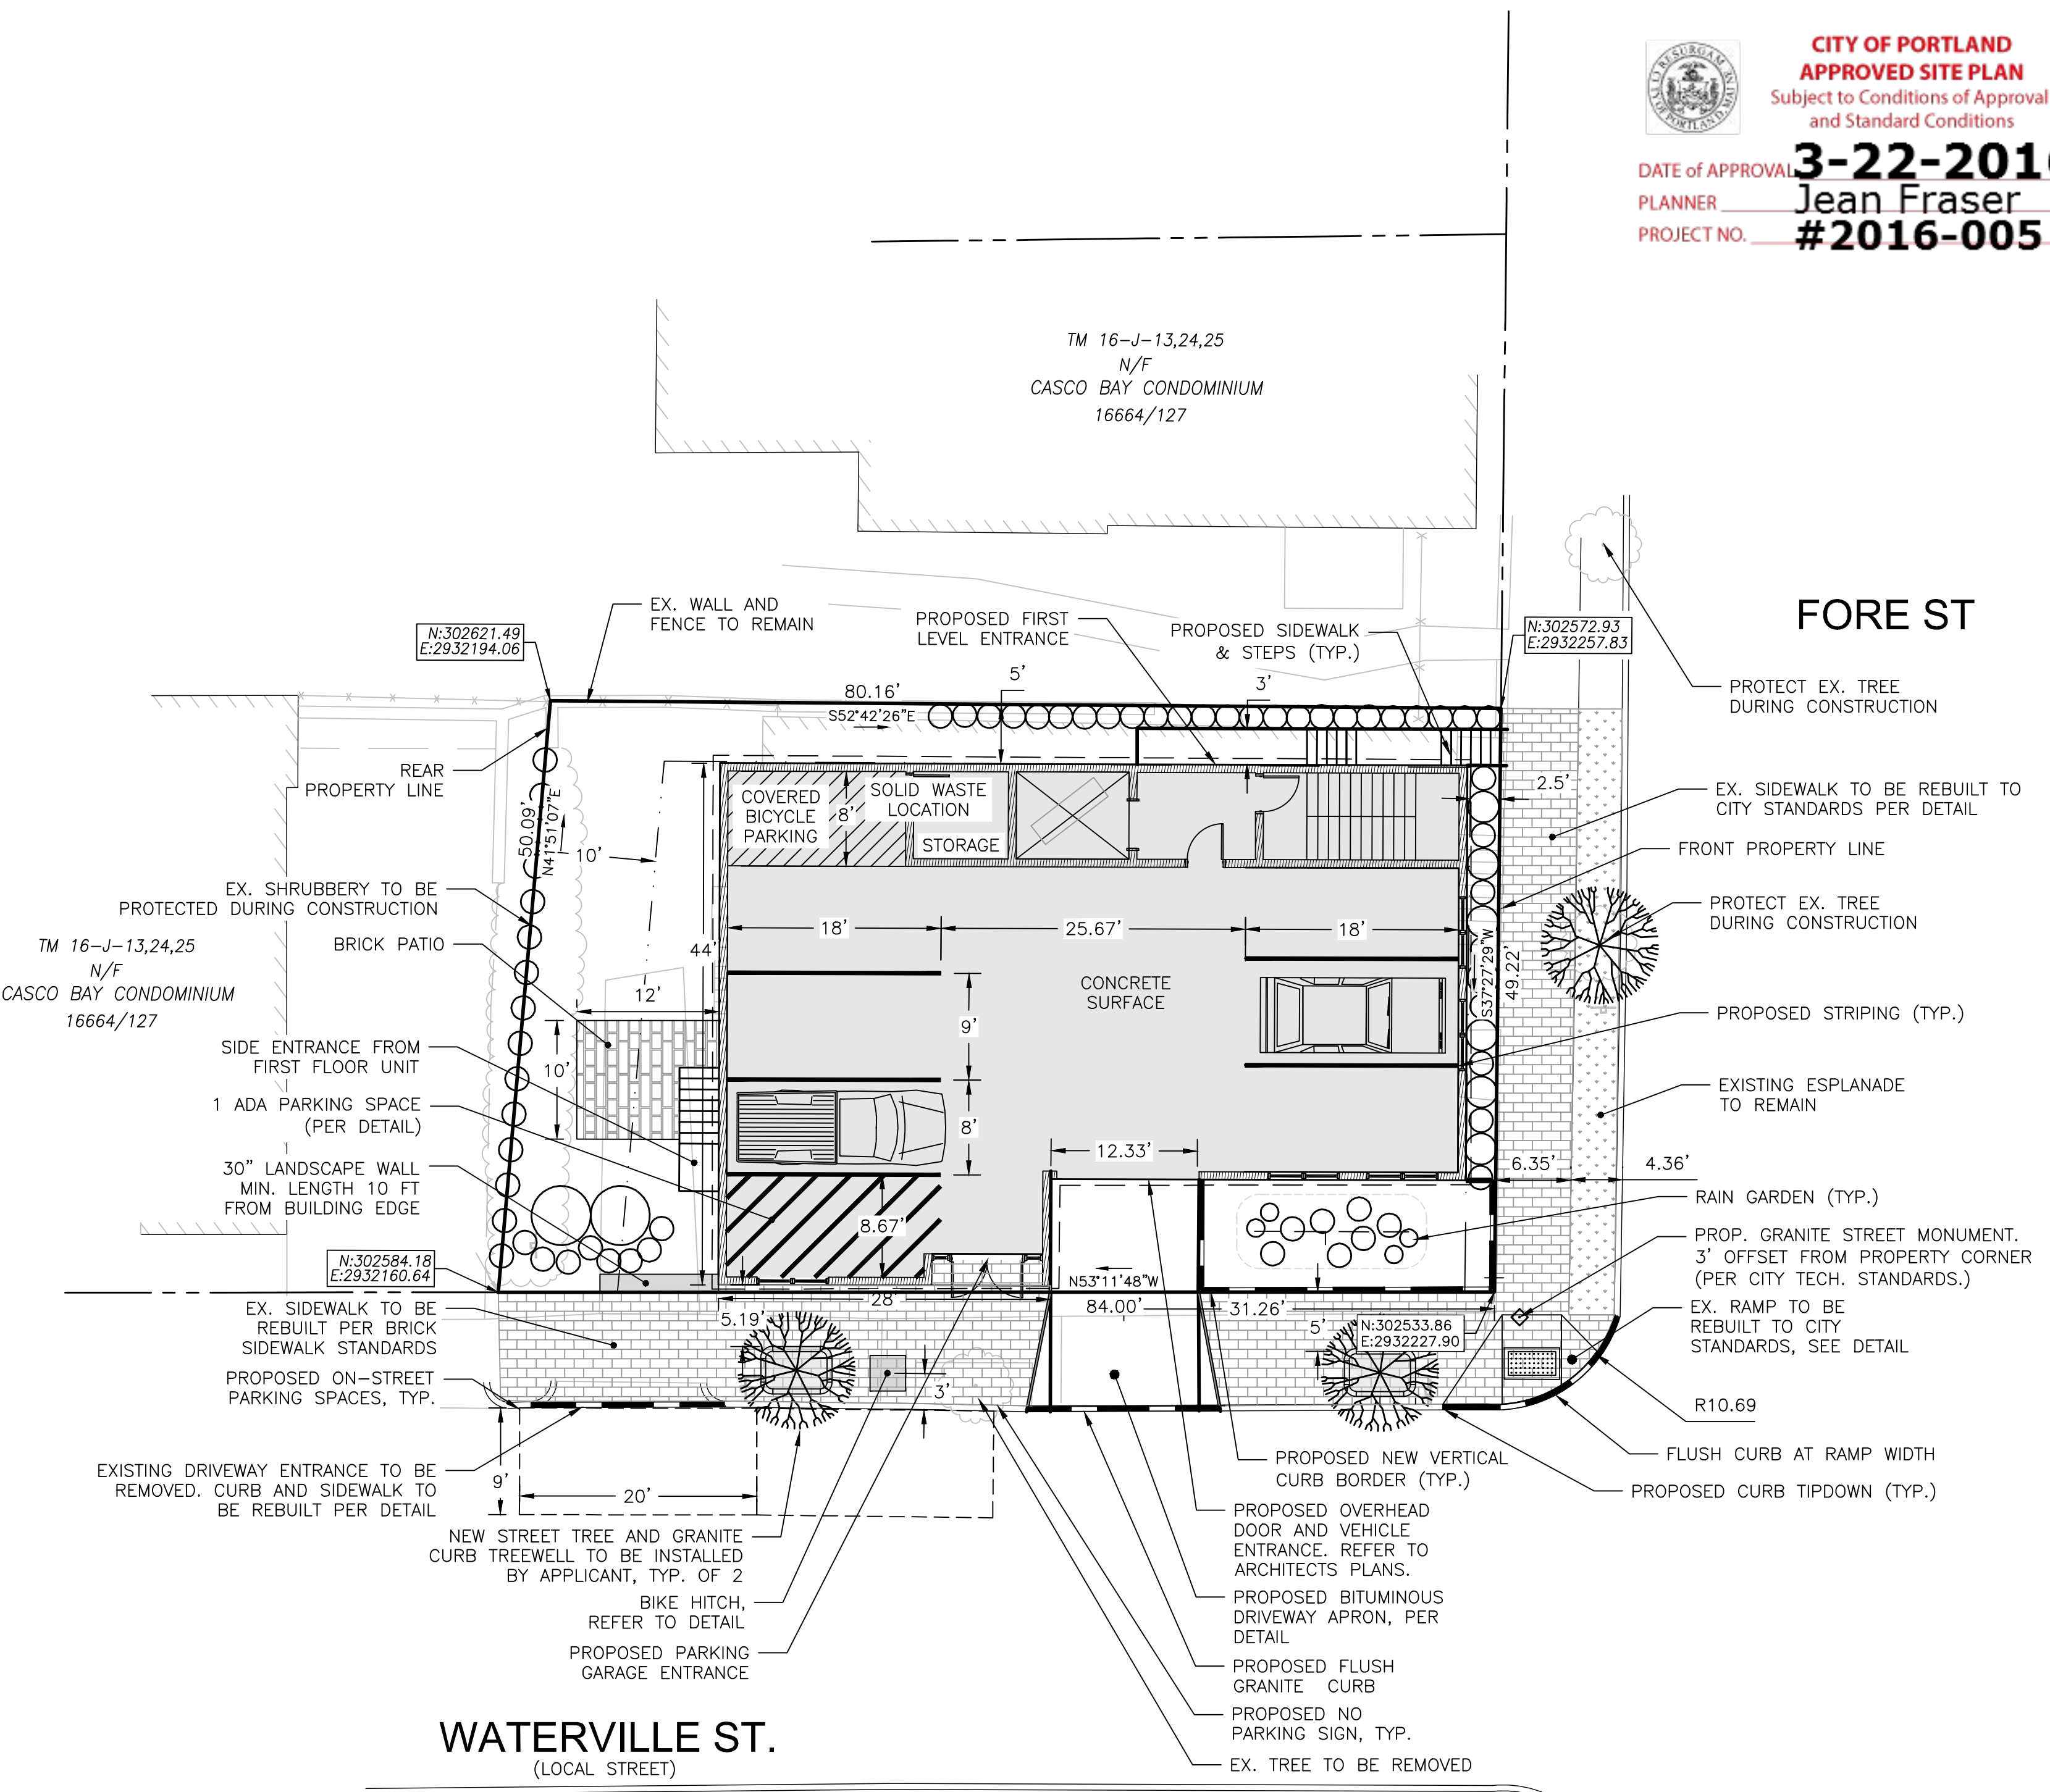 CITY OF PORTLAND
APPROVED SITE PLAN
Subject to Conditions of Approval
and Standard Conditions
DATE of APPROVAL 3-22-2016
PLANNER Jean Fraser
PROJECT NO. #2016-005
RESURGAM
CITY OF PORTLAND, MAINE
TM 16-J-13,24,25
N/F
CASCO BAY CONDOMINIUM
16664/127
FORE ST
EX. WALL AND
FENCE TO REMAIN
PROPOSED FIRST
LEVEL ENTRANCE
PROPOSED SIDEWALK
& STEPS (TYP.)
N:302621.49
E:2932194.06
N:302572.93
E:2932257.83
PROTECT EX. TREE
DURING CONSTRUCTION
5'
3'
80.16'
S52°42'26"E
REAR
PROPERTY LINE
COVERED
BICYCLE
PARKING
8'
SOLID WASTE
LOCATION
STORAGE
2.5'
EX. SIDEWALK TO BE REBUILT TO
CITY STANDARDS PER DETAIL
50.09'
N41°51'07"E
10'
FRONT PROPERTY LINE
EX. SHRUBBERY TO BE
PROTECTED DURING CONSTRUCTION
BRICK PATIO
PROTECT EX. TREE
DURING CONSTRUCTION
18'
25.67'
18'
44'
S37°27'29"W
49.22'
TM 16-J-13,24,25
N/F
CASCO BAY CONDOMINIUM
16664/127
CONCRETE
SURFACE
12'
9'
PROPOSED STRIPING (TYP.)
SIDE ENTRANCE FROM
FIRST FLOOR UNIT
10'
1 ADA PARKING SPACE
(PER DETAIL)
8'
EXISTING ESPLANADE
TO REMAIN
12.33'
6.35'
4.36'
30" LANDSCAPE WALL
MIN. LENGTH 10 FT
FROM BUILDING EDGE
8.67'
RAIN GARDEN (TYP.)
PROP. GRANITE STREET MONUMENT.
3' OFFSET FROM PROPERTY CORNER
(PER CITY TECH. STANDARDS.)
N:302584.18
E:2932160.64
N53°11'48"W
28'
84.00'
31.26'
5.19'
5'
N:302533.86
E:2932227.90
EX. SIDEWALK TO BE
REBUILT PER BRICK
SIDEWALK STANDARDS
EX. RAMP TO BE
REBUILT TO CITY
STANDARDS, SEE DETAIL
PROPOSED ON-STREET
PARKING SPACES, TYP.
3'
R10.69
EXISTING DRIVEWAY ENTRANCE TO BE
REMOVED. CURB AND SIDEWALK TO
BE REBUILT PER DETAIL
9'
20'
PROPOSED NEW VERTICAL
CURB BORDER (TYP.)
FLUSH CURB AT RAMP WIDTH
PROPOSED CURB TIPDOWN (TYP.)
NEW STREET TREE AND GRANITE
CURB TREEWELL TO BE INSTALLED
BY APPLICANT, TYP. OF 2
PROPOSED OVERHEAD
DOOR AND VEHICLE
ENTRANCE. REFER TO
ARCHITECTS PLANS.
BIKE HITCH,
REFER TO DETAIL
PROPOSED BITUMINOUS
DRIVEWAY APRON, PER
DETAIL
PROPOSED PARKING
GARAGE ENTRANCE
PROPOSED FLUSH
GRANITE CURB
PROPOSED NO
PARKING SIGN, TYP.
EX. TREE TO BE REMOVED
WATERVILLE ST.
(LOCAL STREET)